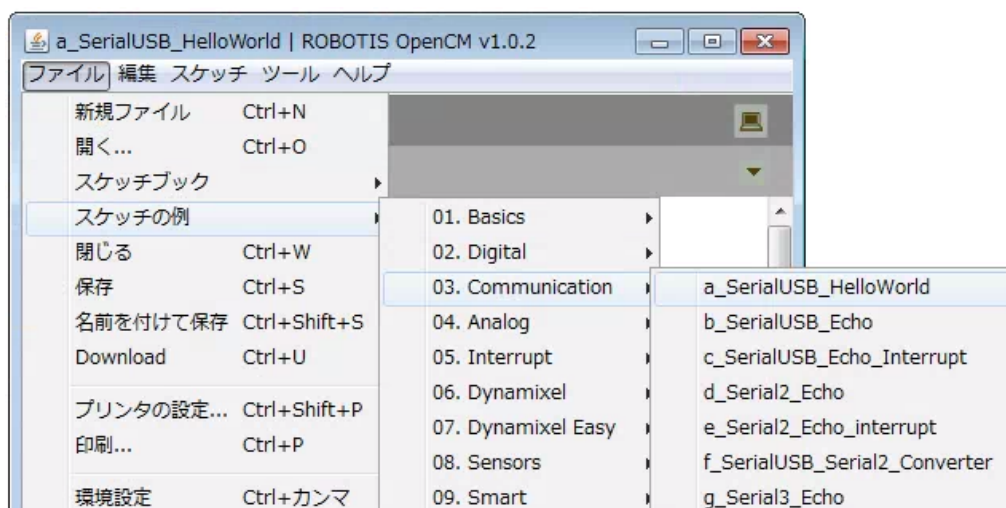 a_SerialUSB_HelloWorld | ROBOTIS OpenCM v1.0.2
ファイル 編集 スケッチ ツール ヘルプ
新規ファイル Ctrl+N
開く... Ctrl+O
スケッチブック
スケッチの例
閉じる Ctrl+W
保存 Ctrl+S
名前を付けて保存 Ctrl+Shift+S
Download Ctrl+U
プリンタの設定... Ctrl+Shift+P
印刷... Ctrl+P
環境設定 Ctrl+カンマ
01. Basics
02. Digital
03. Communication
04. Analog
05. Interrupt
06. Dynamixel
07. Dynamixel Easy
08. Sensors
09. Smart
a_SerialUSB_HelloWorld
b_SerialUSB_Echo
c_SerialUSB_Echo_Interrupt
d_Serial2_Echo
e_Serial2_Echo_interrupt
f_SerialUSB_Serial2_Converter
g_Serial3_Echo